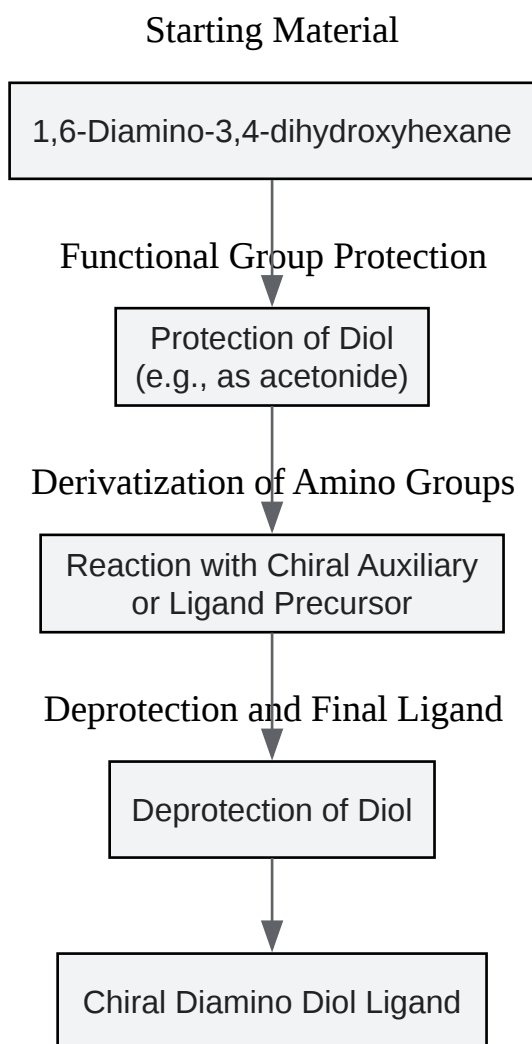 Starting Material
1,6-Diamino-3,4-dihydroxyhexane
Functional Group Protection
Protection of Diol
(e.g., as acetonide)
Derivatization of Amino Groups
Reaction with Chiral Auxiliary
or Ligand Precursor
Deprotection and Final Ligand
Deprotection of Diol
Chiral Diamino Diol Ligand